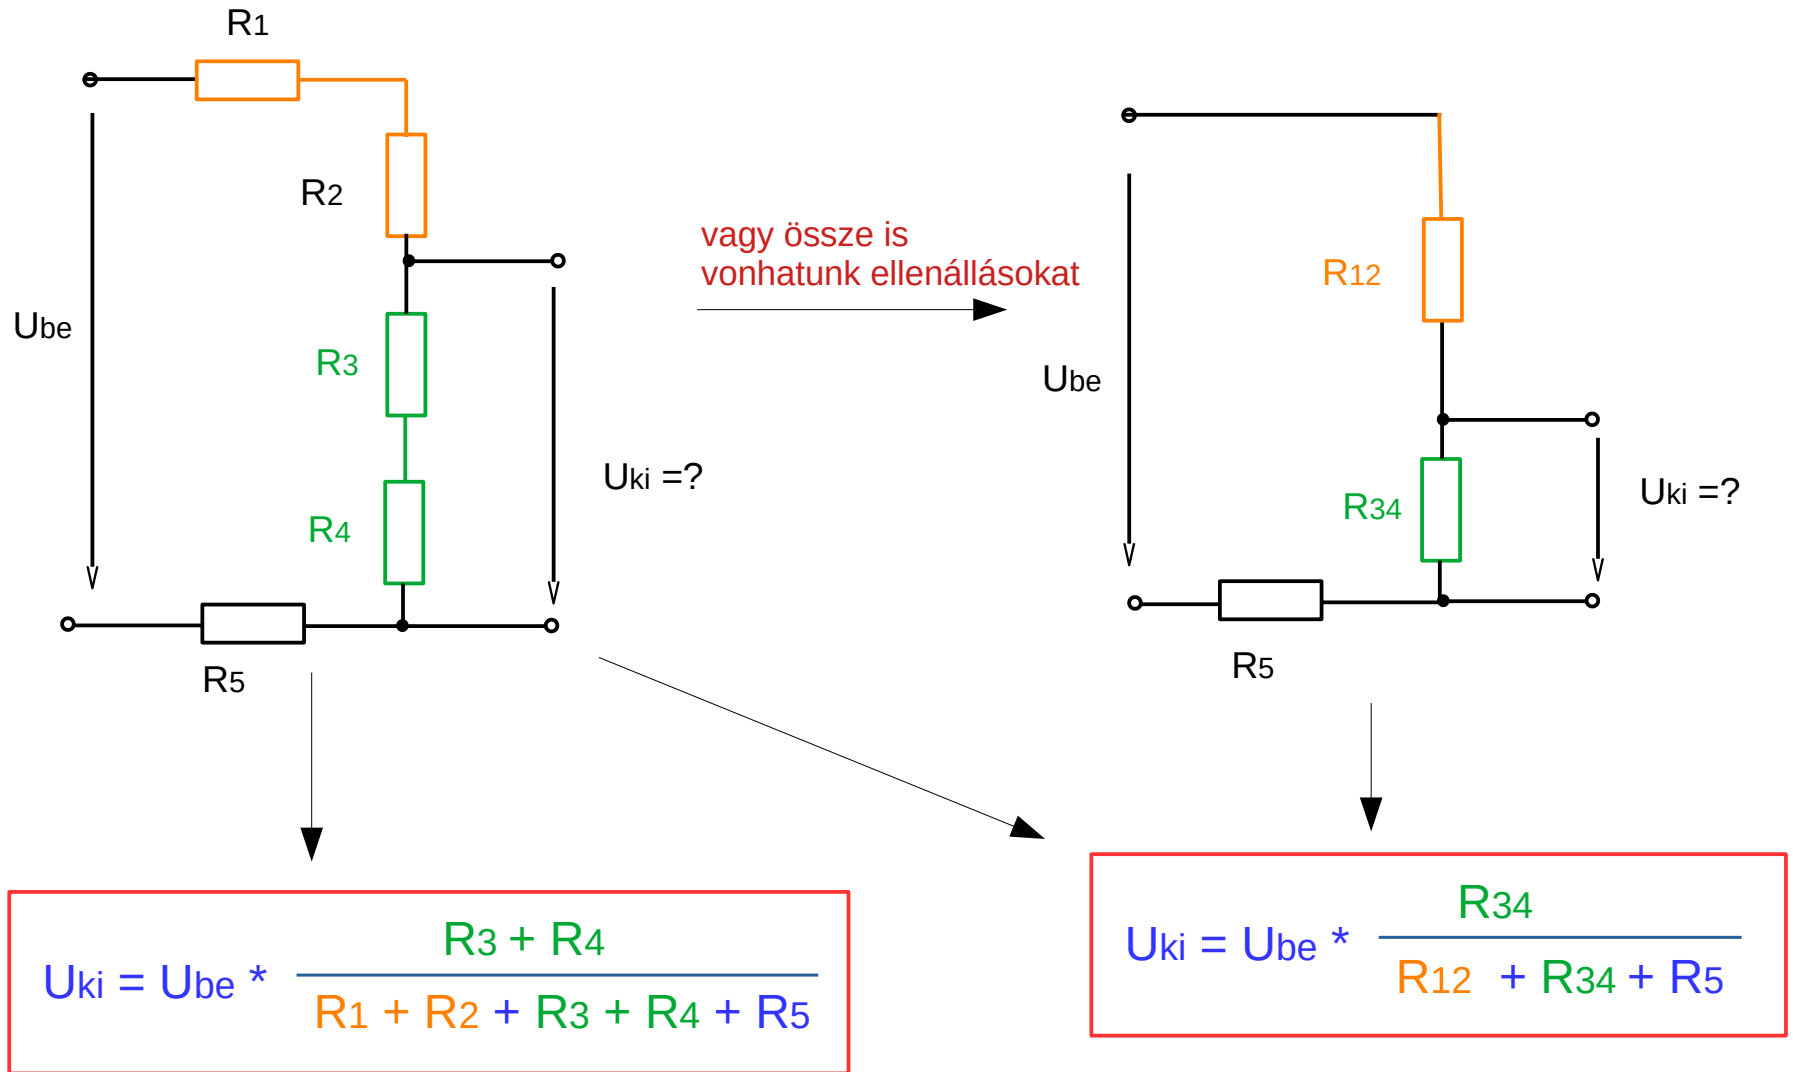 R1
R2
Ube
R3
R4
Uki =?
R5
vagy össze is
vonhatunk ellenállásokat
R12
Ube
R34
Uki =?
R5
Uki = Ube * 
R3 + R4
R1 + R2 + R3 + R4 + R5
Uki = Ube * 
R34
R12 + R34 + R5